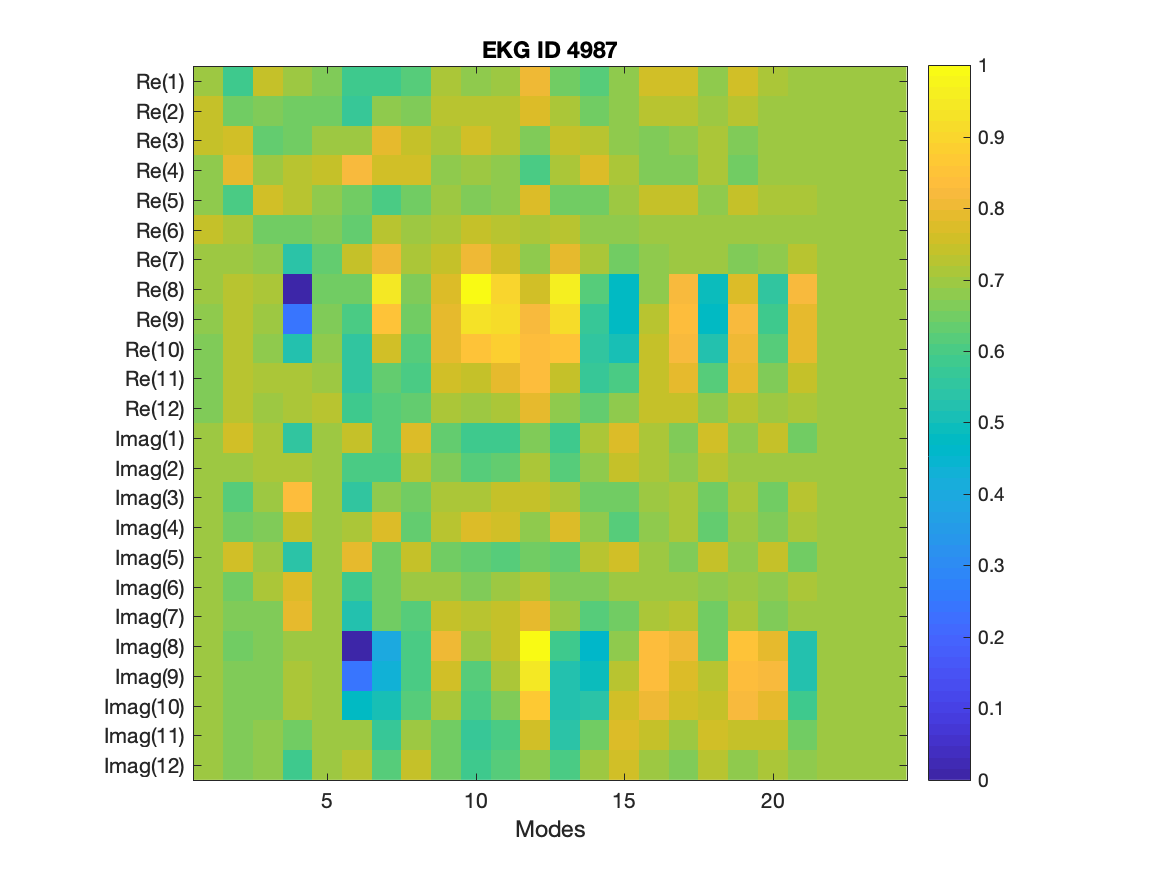 EKG ID 4987
Re(1)
Re(2)
Re(3)
Re(4)
Re(5)
Re(6)
Re(7)
Re(8)
Re(9)
Re(10)
Re(11)
Re(12)
Imag(1)
Imag(2)
Imag(3)
Imag(4)
Imag(5)
Imag(6)
Imag(7)
Imag(8)
Imag(9)
Imag(10)
Imag(11)
Imag(12)
5 10 15 20
Modes
1
0.9
0.8
0.7
0.6
0.5
0.4
0.3
0.2
0.1
0